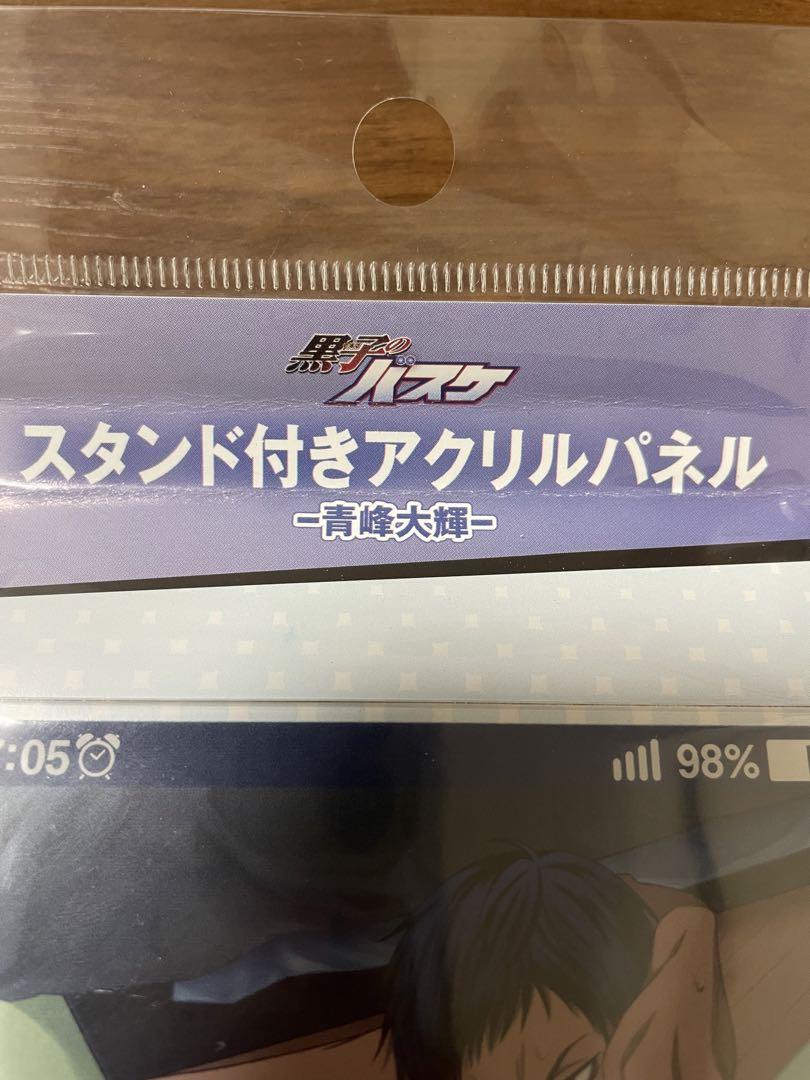 黒子のバスケ
スタンド付きアクリルパネル
-青峰大輝-
:05
98%